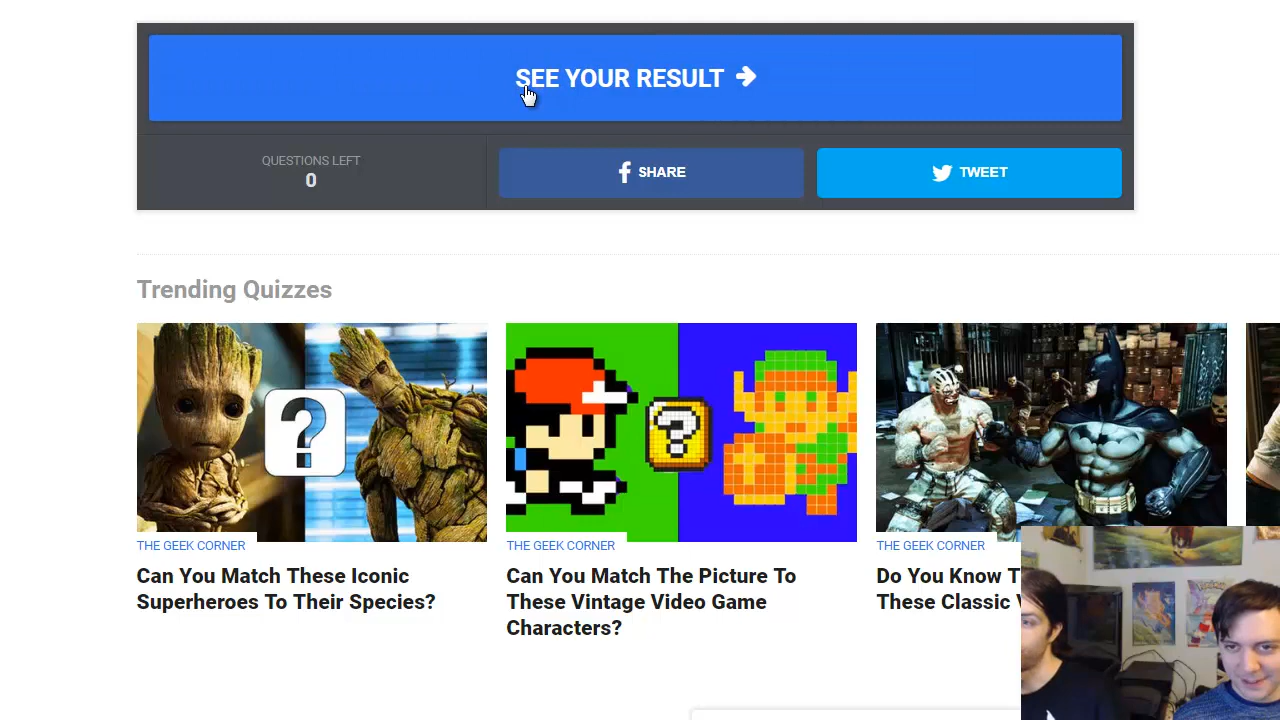 SEE YOUR RESULT
QUESTIONS LEFT
0
SHARE
TWEET
Trending Quizzes
THE GEEK CORNER
Can You Match These Iconic
Superheroes To Their Species?
THE GEEK CORNER
Can You Match The Picture To
These Vintage Video Game
Characters?
THE GEEK CORNER
Do You Know
These Classic